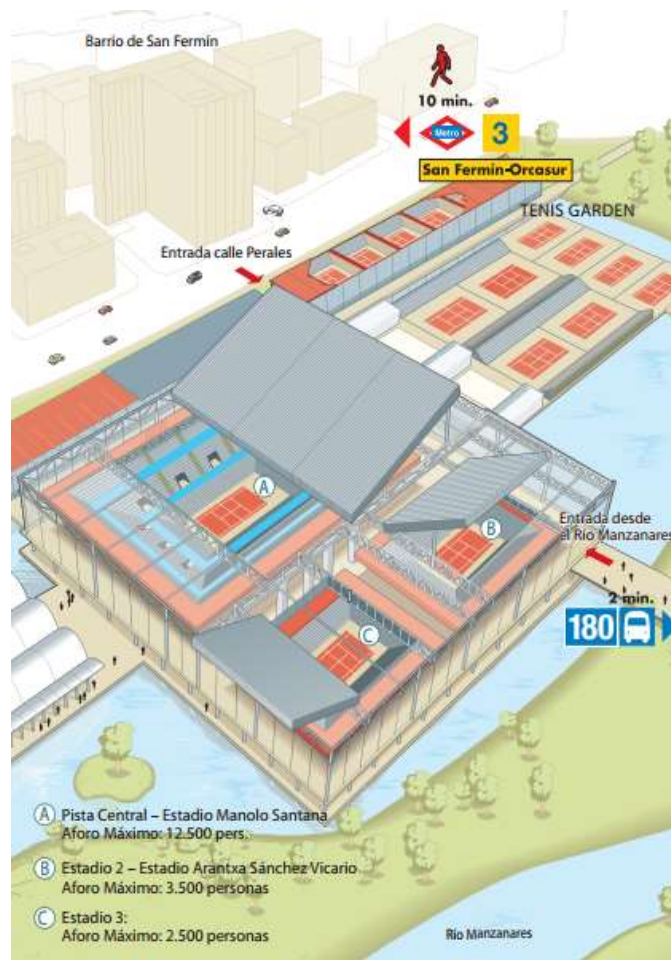 Barrio de San Fermín
10 min.
Metro
3
San Fermín-Orcasur
TENIS GARDEN
Entrada calle Perales
A
B
Entrada desde
el Río Manzanares
2 min.
180
C
A Pista Central – Estadio Manolo Santana
Aforo Máximo: 12.500 pers.
B Estadio 2 – Estadio Arantxa Sánchez Vicario
Aforo Máximo: 3.500 personas
C Estadio 3:
Aforo Máximo: 2.500 personas
Río Manzanares